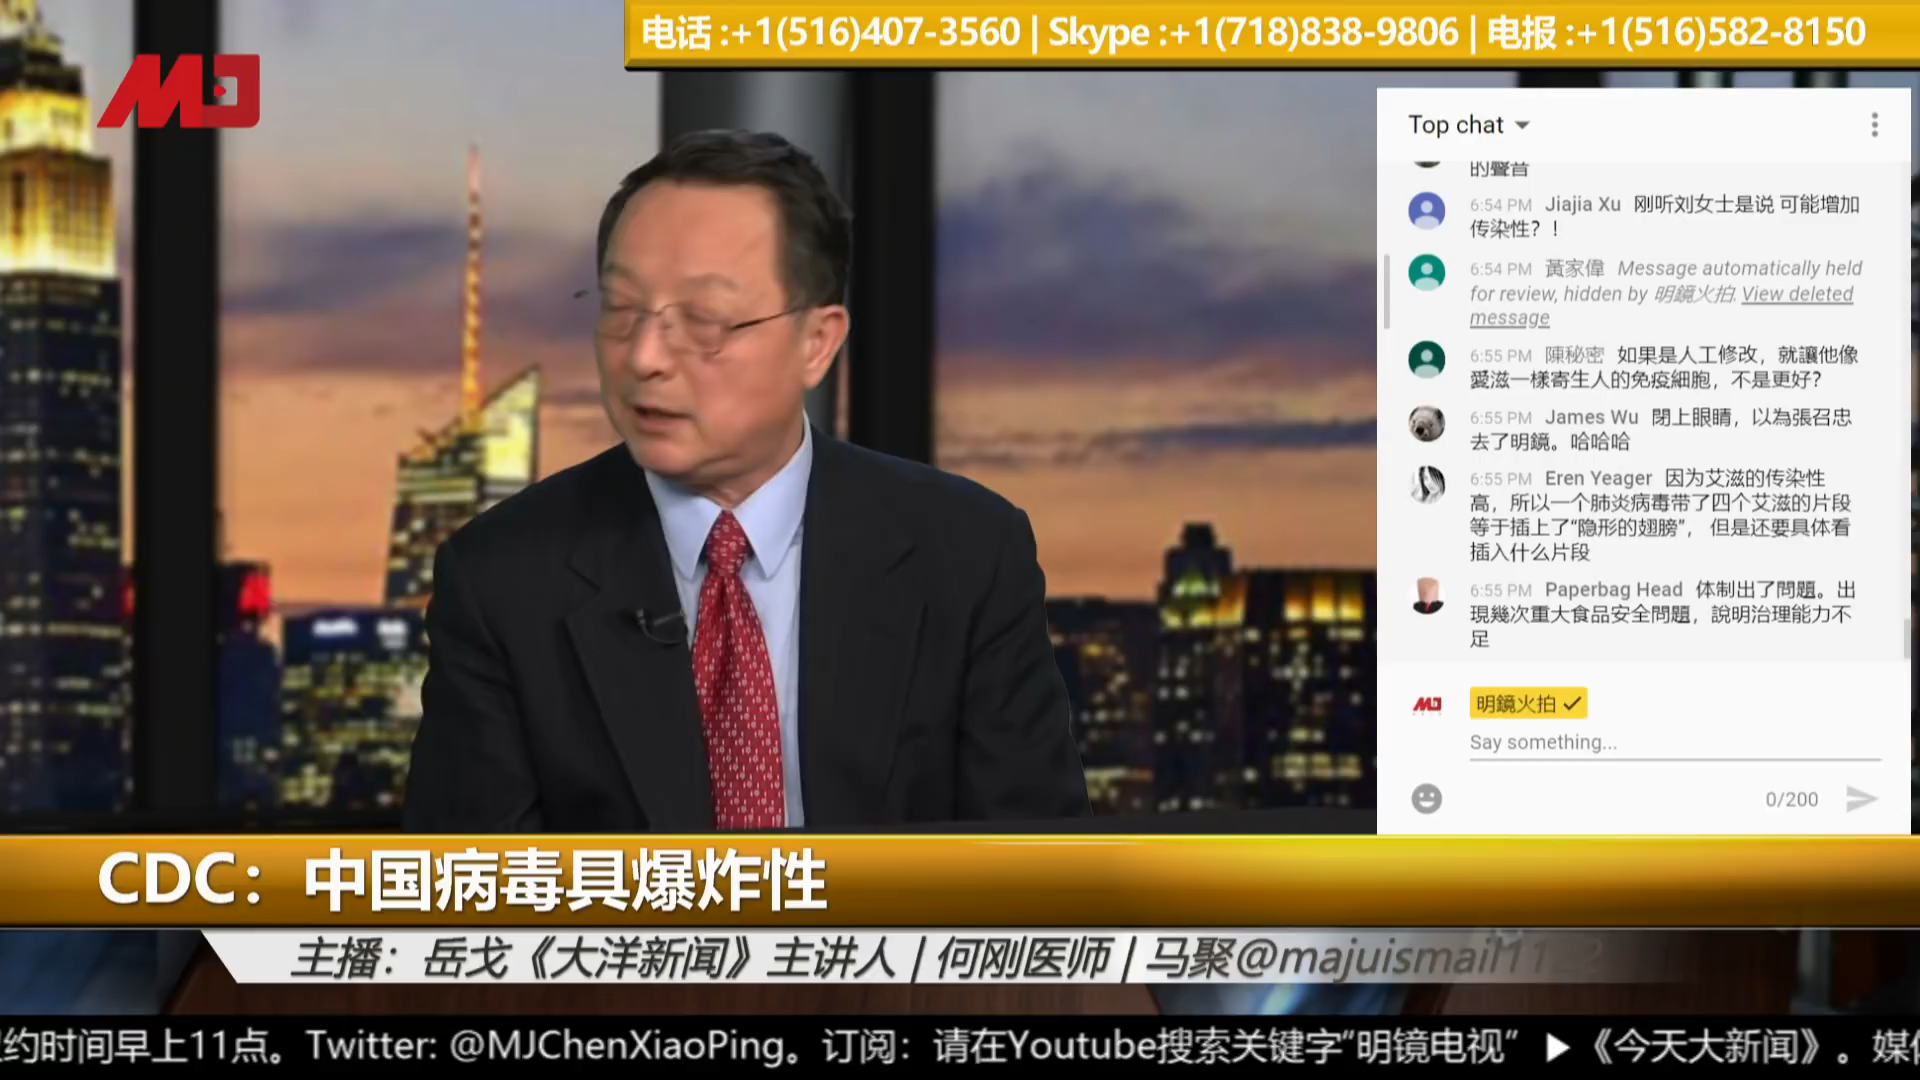 电话 :+1(516)407-3560 | Skype :+1(718)838-9806 | 电报 :+1(516)582-8150
MD
Top chat
的聲音
6:54 PM Jiajia Xu 刚听刘女士是说 可能增加
传染性？！
6:54 PM 黃家偉 Message automatically held
for review, hidden by 明鏡火拍. View deleted
message
6:55 PM 陳秘密 如果是人工修改，就讓他像
愛滋一樣寄生人的免疫細胞，不是更好？
6:55 PM James Wu 閉上眼睛，以為張召忠
去了明鏡。哈哈哈
6:55 PM Eren Yeager 因为艾滋的传染性
高，所以一个肺炎病毒带了四个艾滋的片段
等于插上了“隐形的翅膀”，但是还要具体看
插入什么片段
6:55 PM Paperbag Head 体制出了問題。出
現幾次重大食品安全問題，說明治理能力不
足
MD 明鏡火拍
Say something...
0/200
CDC：中国病毒具爆炸性
主播：岳戈《大洋新闻》主讲人 | 何刚医师 | 马聚@majuismail1122
约时间早上11点。Twitter: @MJChenXiaoPing。订阅：请在Youtube搜索关键字“明镜电视” ▶《今天大新闻》。媒体